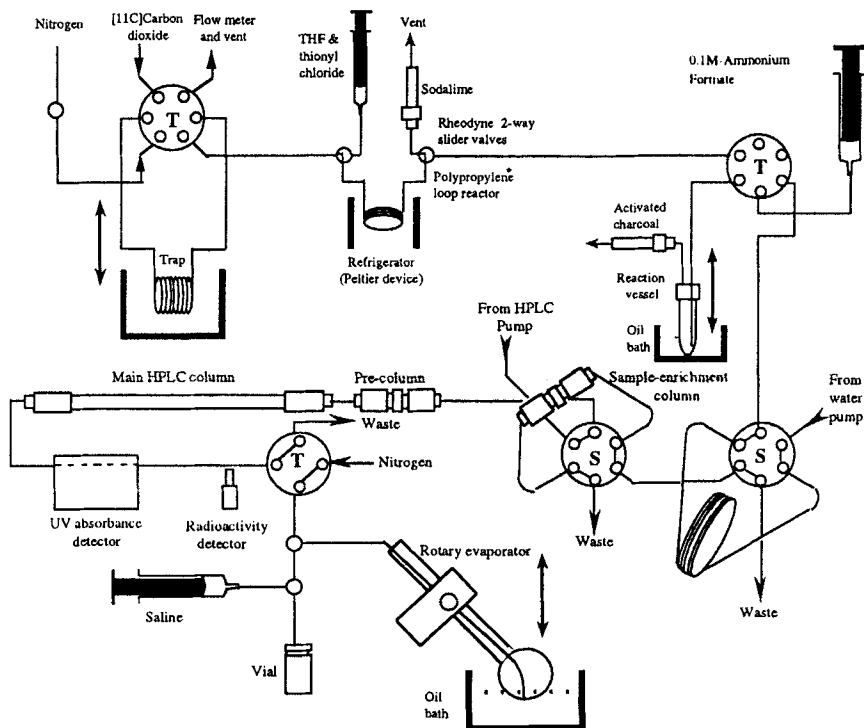 Nitrogen
[11C]Carbon
dioxide
Flow meter
and vent
THF &
thionyl
chloride
Vent
Sodalime
0.1M-Ammonium
Formate
T
Rheodyne 2-way
slider valves
T
Polypropylene*
loop reactor
Trap
Refrigerator
(Peltier device)
Activated
charcoal
Reaction
vessel
Oil
bath
From HPLC
Pump
Main HPLC column
Pre-column
Sample-enrichment
column
From
water
pump
Waste
T
Nitrogen
S
S
UV absorbance
detector
Radioactivity
detector
Waste
Rotary evaporator
Waste
Saline
Vial
Oil
bath